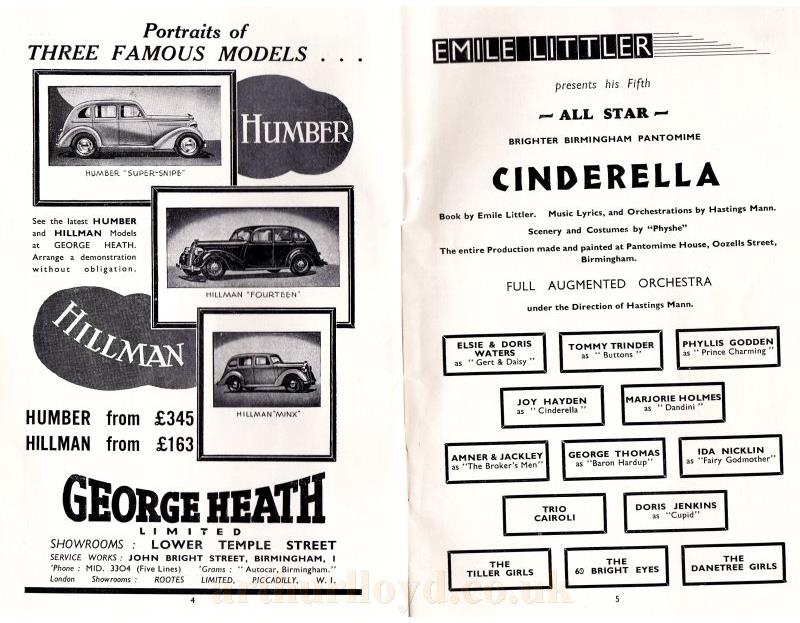 Portraits of
THREE FAMOUS MODELS . . .
HUMBER
HUMBER "SUPER-SNIPE"
See the latest HUMBER
and HILLMAN Models
at GEORGE HEATH.
Arrange a demonstration
without obligation.
HILLMAN "FOURTEEN"
HILLMAN
HILLMAN "MINX"
HUMBER from £345
HILLMAN from £163
GEORGE HEATH
LIMITED
SHOWROOMS : LOWER TEMPLE STREET
SERVICE WORKS : JOHN BRIGHT STREET, BIRMINGHAM, 1
'Phone : MID. 3304 (Five Lines) 'Grams : "Autocar, Birmingham."
London Showrooms : ROOTES LIMITED, PICCADILLY, W. 1.
4
EMILE LITTLER
presents his Fifth
~ ALL STAR ~
BRIGHTER BIRMINGHAM PANTOMIME
CINDERELLA
Book by Emile Littler. Music Lyrics, and Orchestrations by Hastings Mann.
Scenery and Costumes by "Physhe"
The entire Production made and painted at Pantomime House, Oozells Street,
Birmingham.
FULL AUGMENTED ORCHESTRA
under the Direction of Hastings Mann.
ELSIE & DORIS
WATERS
as "Gert & Daisy"
TOMMY TRINDER
as "Buttons"
PHYLLIS GODDEN
as "Prince Charming"
JOY HAYDEN
as "Cinderella"
MARJORIE HOLMES
as "Dandini"
AMNER & JACKLEY
as "The Broker's Men"
GEORGE THOMAS
as "Baron Hardup"
IDA NICKLIN
as "Fairy Godmother"
TRIO
CAIROLI
DORIS JENKINS
as "Cupid"
THE
TILLER GIRLS
THE
60 BRIGHT EYES
THE
DANETREE GIRLS
5
arthurlloyd.co.uk